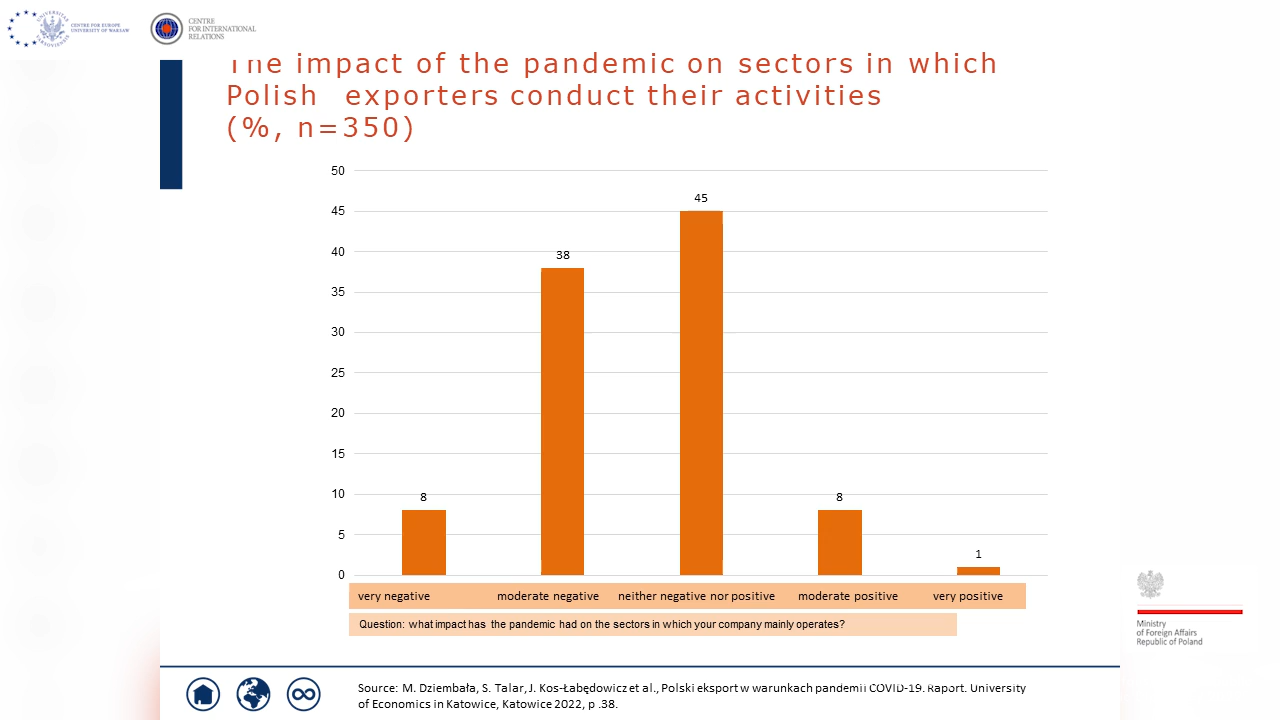 CENTRE FOR EUROPE
UNIVERSITY OF WARSAW
CENTRE
FOR INTERNATIONAL
RELATIONS
The impact of the pandemic on sectors in which
Polish exporters conduct their activities
(%, n=350)
50
45
40
35
30
25
20
15
10
5
0
8
38
45
8
1
very negative moderate negative neither negative nor positive moderate positive very positive
Question: what impact has the pandemic had on the sectors in which your company mainly operates?
Source: M. Dziembała, S. Talar, J. Kos-Łabędowicz et al., Polski eksport w warunkach pandemii COVID-19. Raport. University
of Economics in Katowice, Katowice 2022, p .38.
Ministry
of Foreign Affairs
Republic of Poland